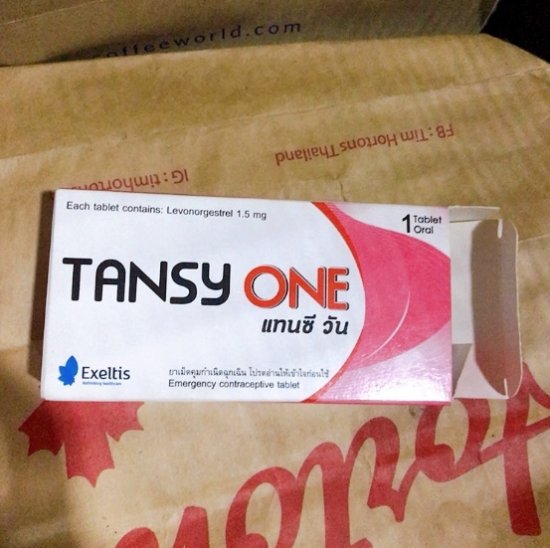 offeeworld.com
FB: Tim Hortons Thailand
IG: timhortons
Each tablet contains: Levonorgestrel 1.5 mg
1 Tablet
Oral
TANSY ONE
แทนซี วัน
Exeltis
Rethinking healthcare
ยาเม็ดคุมกำเนิดฉุกเฉิน โปรดอ่านให้เข้าใจก่อนใช้
Emergency contraceptive tablet